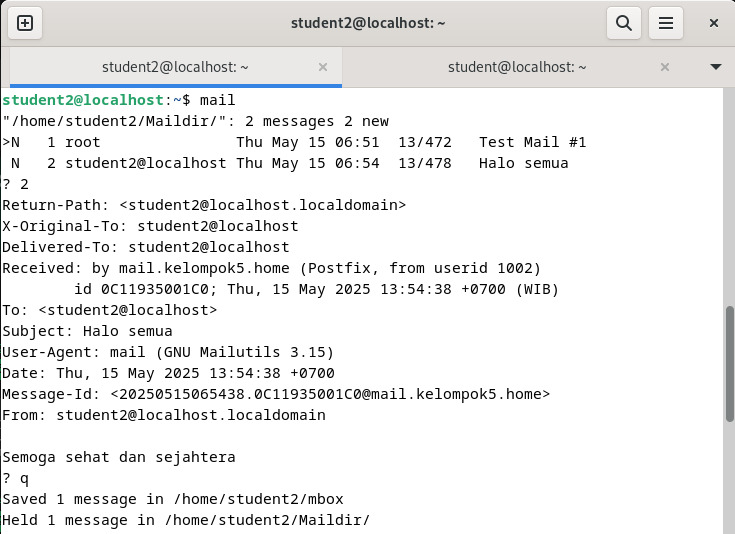 student2@localhost: ~
student2@localhost: ~
student@localhost: ~
student2@localhost:~$ mail
"/home/student2/Maildir/": 2 messages 2 new
>N   1 root               Thu May 15 06:51  13/472   Test Mail #1
 N   2 student2@localhost Thu May 15 06:54  13/478   Halo semua
? 2
Return-Path: <student2@localhost.localdomain>
X-Original-To: student2@localhost
Delivered-To: student2@localhost
Received: by mail.kelompok5.home (Postfix, from userid 1002)
        id 0C11935001C0; Thu, 15 May 2025 13:54:38 +0700 (WIB)
To: <student2@localhost>
Subject: Halo semua
User-Agent: mail (GNU Mailutils 3.15)
Date: Thu, 15 May 2025 13:54:38 +0700
Message-Id: <20250515065438.0C11935001C0@mail.kelompok5.home>
From: student2@localhost.localdomain

Semoga sehat dan sejahtera
? q
Saved 1 message in /home/student2/mbox
Held 1 message in /home/student2/Maildir/